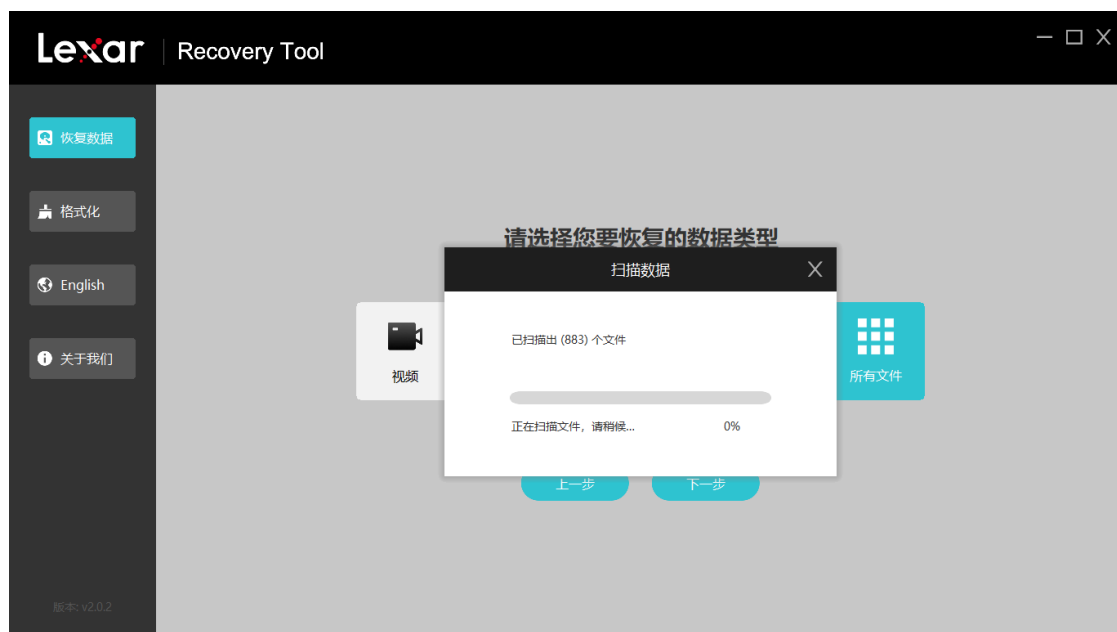 Lexar
Recovery Tool
恢复数据
格式化
English
关于我们
版本: v2.0.2
请选择您要恢复的数据类型
扫描数据
已扫描出 (883) 个文件
正在扫描文件，请稍候... 0%
视频
所有文件
上一步
下一步